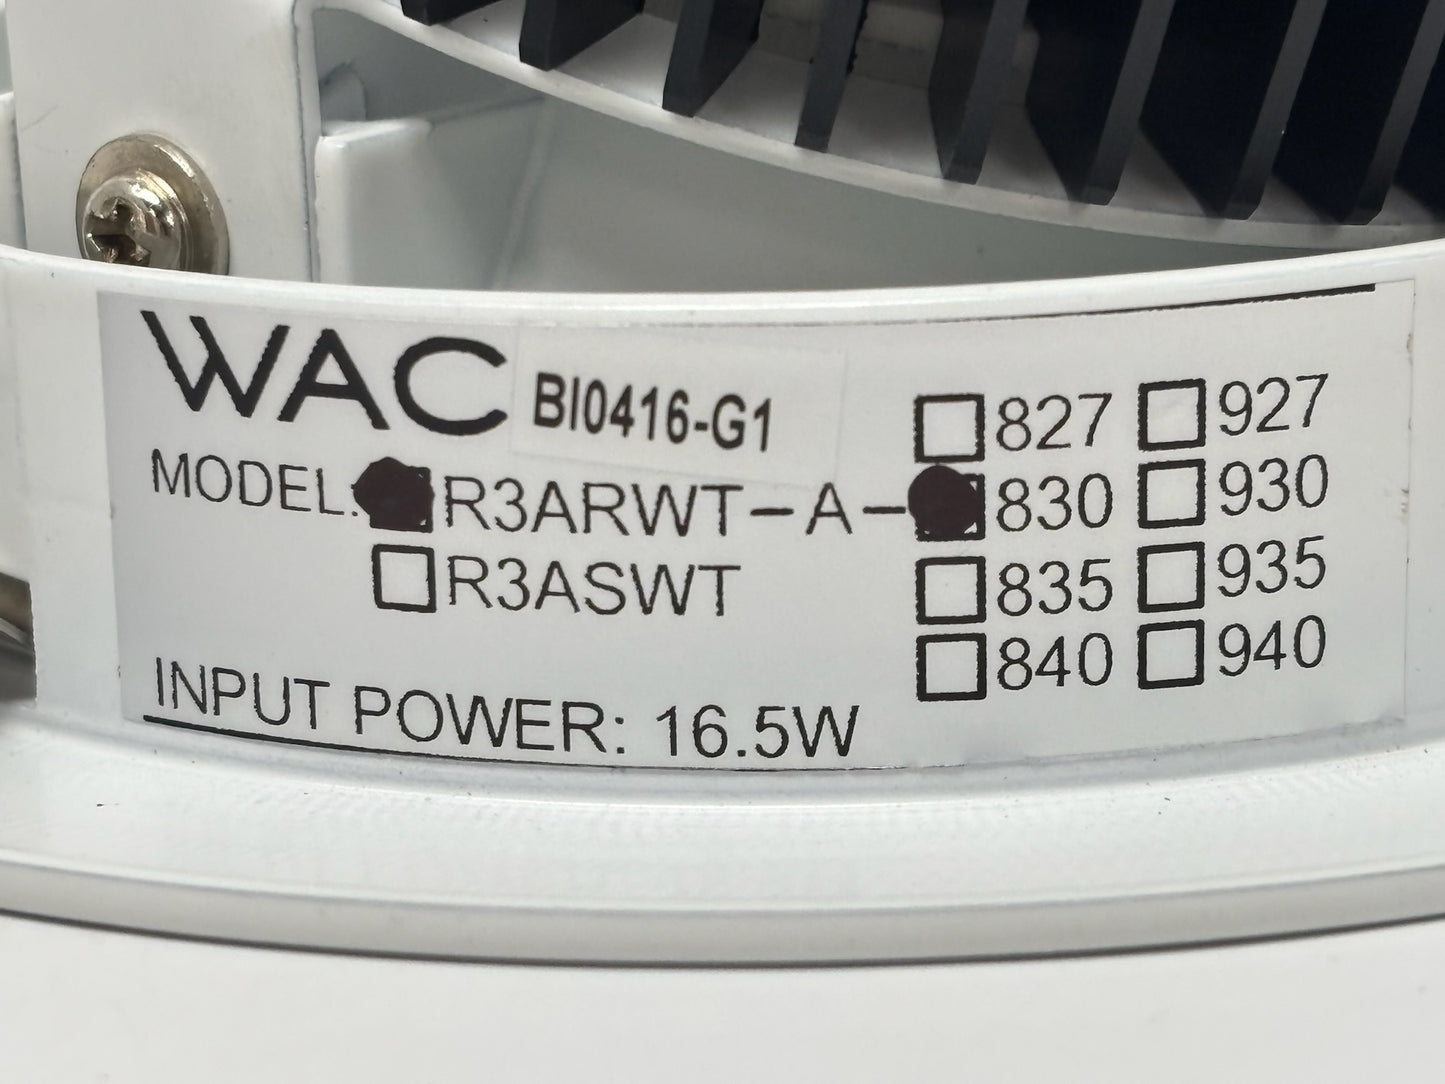 WAC BI0416-G1
MODEL: R3ARWT-A-
R3ASWT
827 927
830 930
835 935
840 940
INPUT POWER: 16.5W